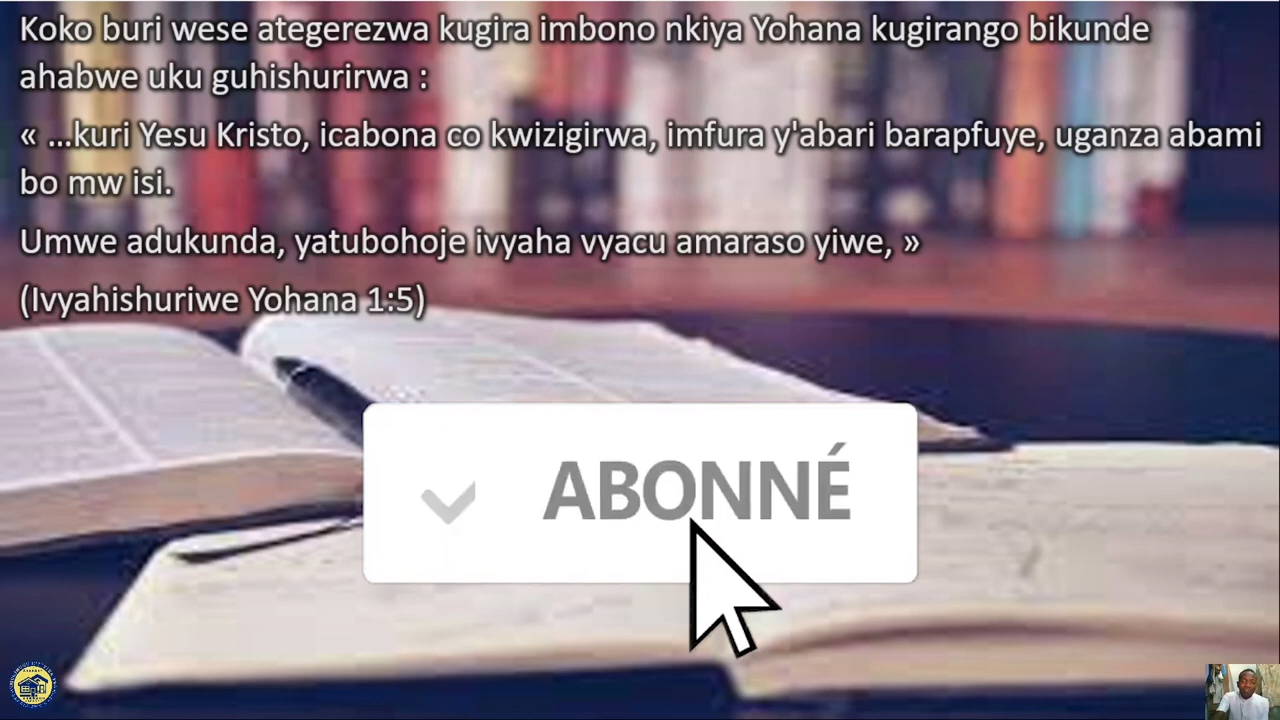 Koko buri wese ategerezwa kugira imbono nkiya Yohana kugirango bikunde
ahabwe uku guhishurirwa :
« ...kuri Yesu Kristo, icabona co kwizigirwa, imfura y'abari barapfuye, uganza abami
bo mw isi.
Umwe adukunda, yatubohoje ivyaha vyacu amaraso yiwe, »
(Ivyahishuriwe Yohana 1:5)
ABONNÉ